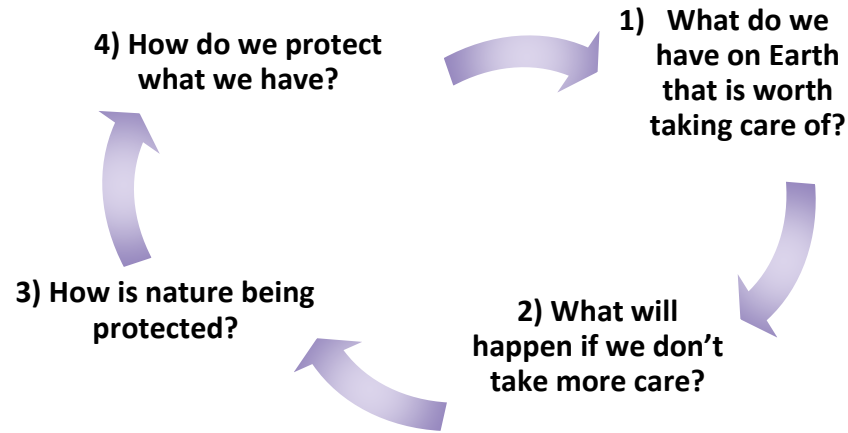 1) What do we
have on Earth
that is worth
taking care of?
2) What will
happen if we don’t
take more care?
3) How is nature being
protected?
4) How do we protect
what we have?